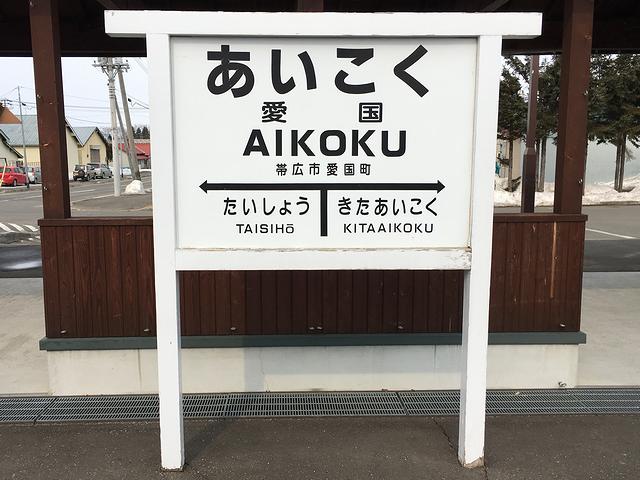 あいこく
愛国
AIKOKU
帯広市愛国町
たいしょう きたあいこく
TAISIHō KITAAIKOKU